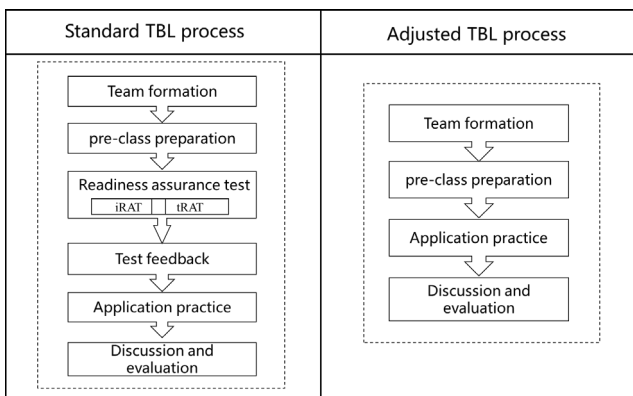 Standard TBL process
Team formation
pre-class preparation
Readiness assurance test
iRAT tRAT
Test feedback
Application practice
Discussion and
evaluation
Adjusted TBL process
Team formation
pre-class preparation
Application practice
Discussion and
evaluation